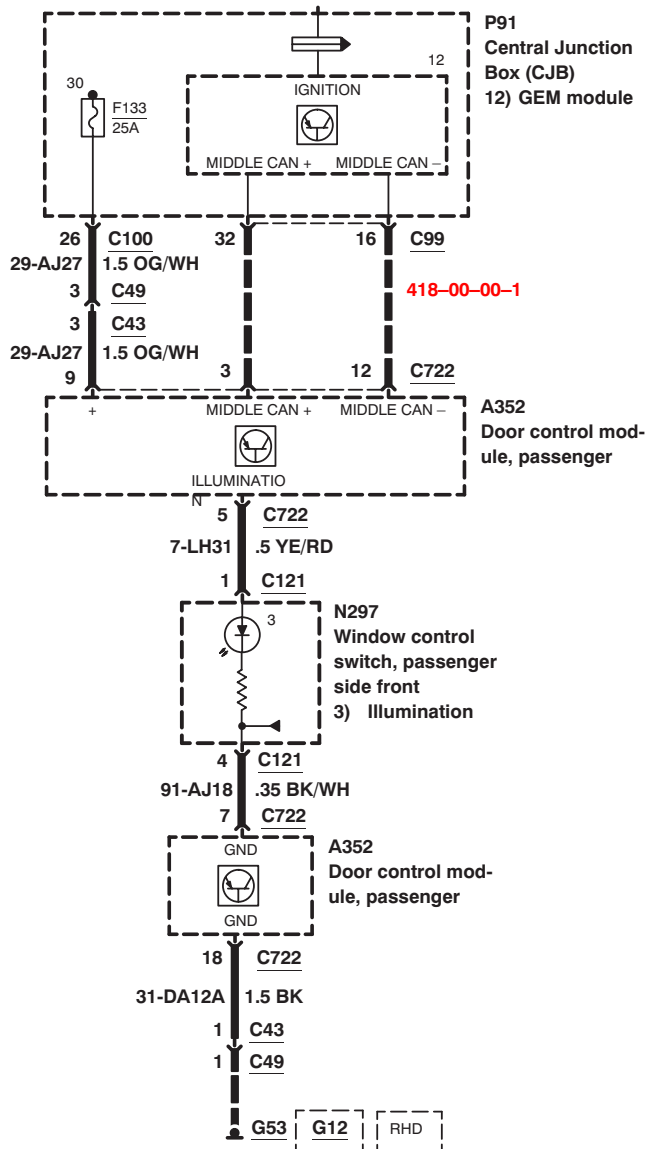 P91
Central Junction
Box (CJB)
12) GEM module
12
30
F133
25A
IGNITION
MIDDLE CAN +
MIDDLE CAN –
26
C100
32
16
C99
29-AJ27
1.5 OG/WH
3
C49
418–00–00–1
3
C43
29-AJ27
1.5 OG/WH
9
3
12
C722
+
MIDDLE CAN +
MIDDLE CAN –
A352
Door control mod-
ule, passenger
ILLUMINATIO
N
5
C722
7-LH31
.5 YE/RD
1
C121
3
N297
Window control
switch, passenger
side front
3) Illumination
4
C121
91-AJ18
.35 BK/WH
7
C722
GND
A352
Door control mod-
ule, passenger
GND
18
C722
31-DA12A
1.5 BK
1
C43
1
C49
G53
G12
RHD